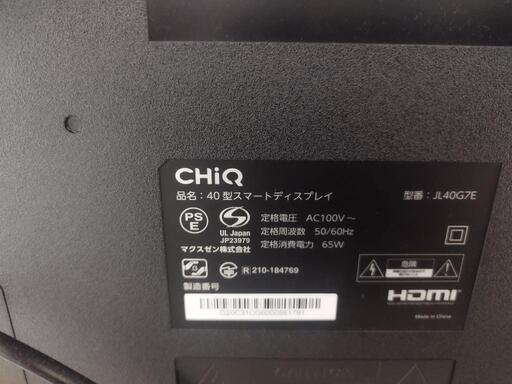 CHiQ
品名：40型スマートディスプレイ 型番：JL40G7E
PS
E
UL Japan
JP23979
定格電圧 AC100V～
定格周波数 50/60Hz
定格消費電力 65W
マクスゼン株式会社
R 210-184769
危険
製造番号
HDMI
Made in China
CAUTION